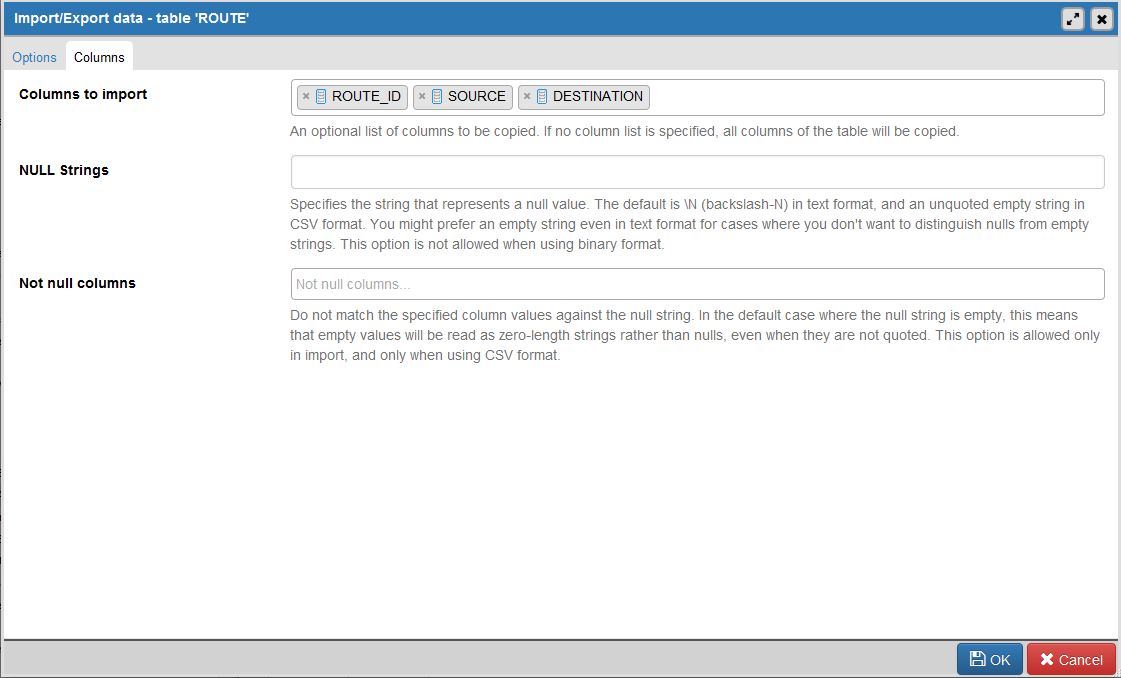 Import/Export data - table 'ROUTE'
Options Columns
Columns to import
× ROUTE_ID × SOURCE × DESTINATION
An optional list of columns to be copied. If no column list is specified, all columns of the table will be copied.
NULL Strings
Specifies the string that represents a null value. The default is \N (backslash-N) in text format, and an unquoted empty string in
CSV format. You might prefer an empty string even in text format for cases where you don't want to distinguish nulls from empty
strings. This option is not allowed when using binary format.
Not null columns
Not null columns...
Do not match the specified column values against the null string. In the default case where the null string is empty, this means
that empty values will be read as zero-length strings rather than nulls, even when they are not quoted. This option is allowed only
in import, and only when using CSV format.
OK Cancel